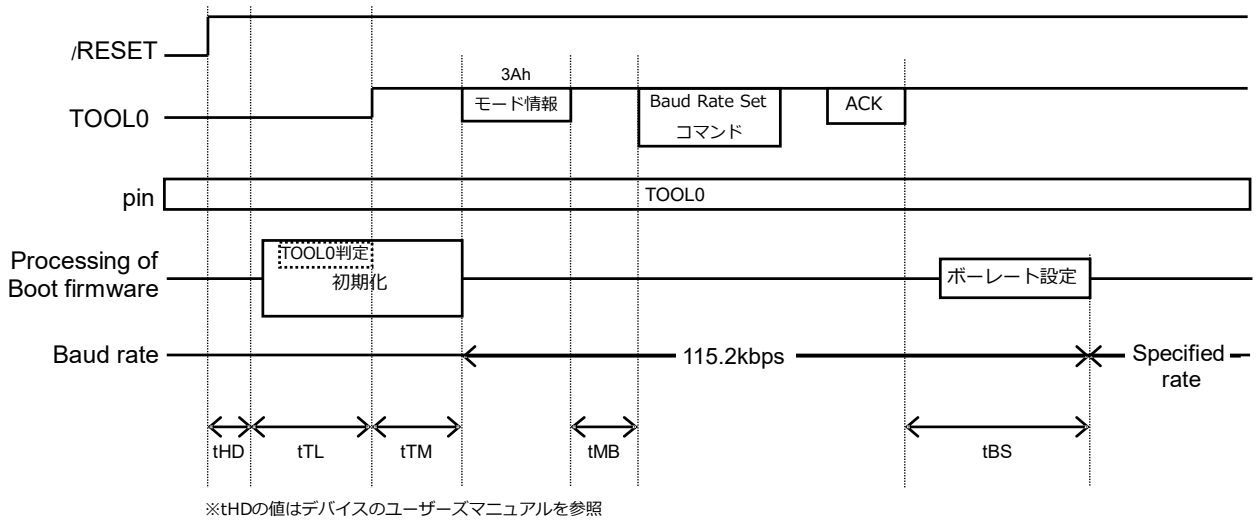 /RESET
3Ah
TOOL0
モード情報
Baud Rate Set
コマンド
ACK
pin
TOOL0
Processing of
Boot firmware
TOOL0判定
初期化
ボーレート設定
Baud rate
115.2kbps
Specified
rate
tHD
tTL
tTM
tMB
tBS
※tHDの値はデバイスのユーザーズマニュアルを参照